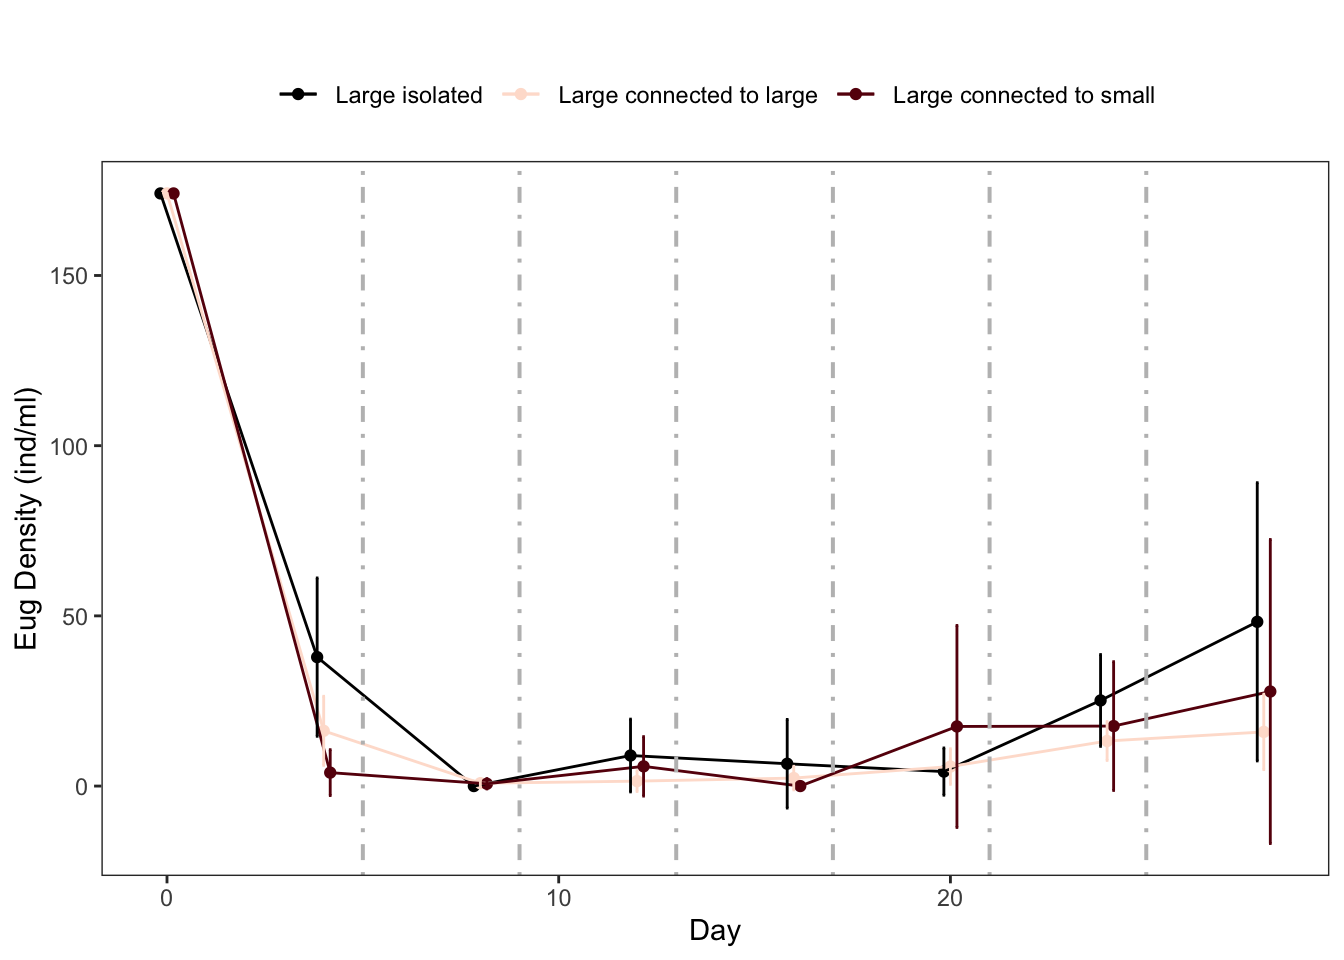 Large isolated Large connected to large Large connected to small
Eug Density (ind/ml)
150
100
50
0
0 10 20
Day